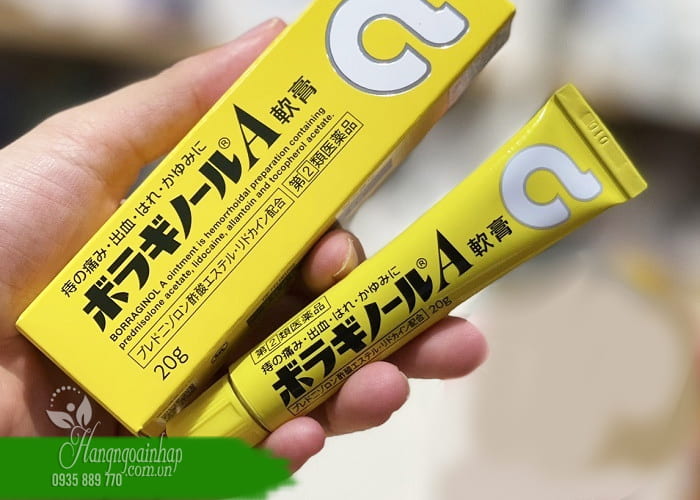 痔の痛み・出血・はれ・かゆみに
ボラギノール®A 軟膏
BORRAGINOL A ointment is hemorrhoidal preparation containing
prednisolone acetate, lidocaine, allantoin and tocopherol acetate.
プレドニゾロン酢酸エステル・リドカイン配合
第②類医薬品
20g
第②類医薬品
痔の痛み・出血・はれ・かゆみに
ボラギノール®A 軟膏
プレドニゾロン酢酸エステル・リドカイン配合
20g
Hangngoainhap
.com.vn
0935 889 770